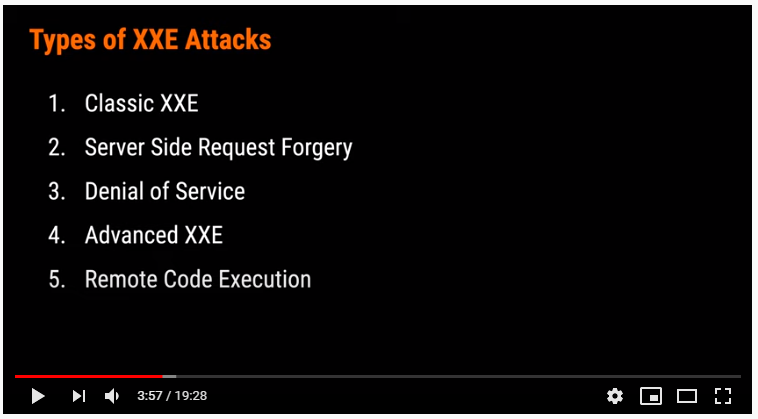 Types of XXE Attacks
1. Classic XXE
2. Server Side Request Forgery
3. Denial of Service
4. Advanced XXE
5. Remote Code Execution
3:57 / 19:28